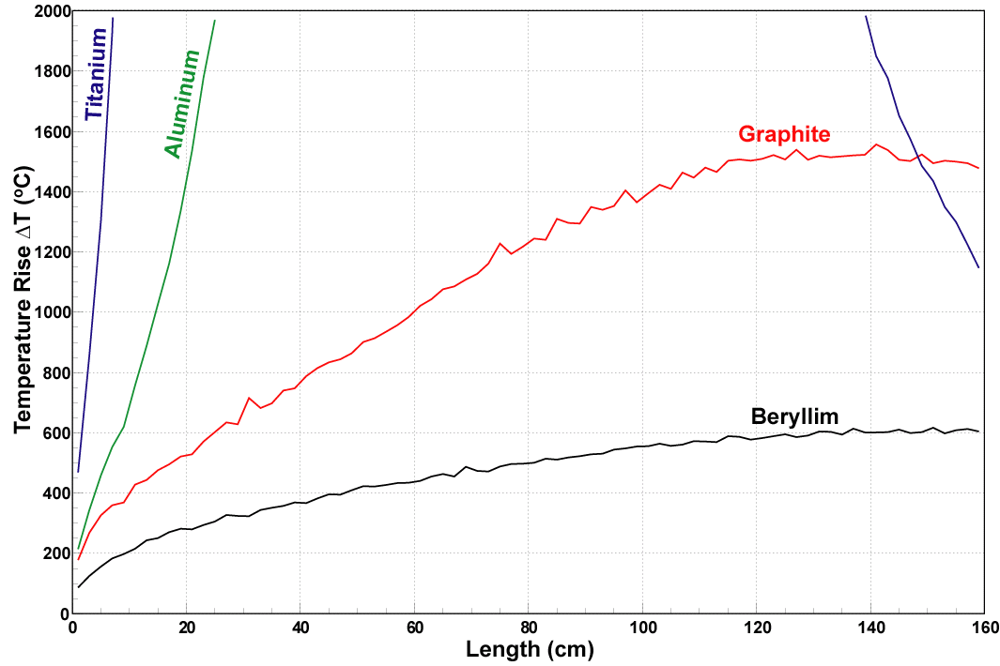 2000
1800
1600
1400
1200
1000
800
600
400
200
0
Temperature Rise ΔT (ºC)
Titanium
Aluminum
Graphite
Beryllim
0 20 40 60 80 100 120 140 160
Length (cm)